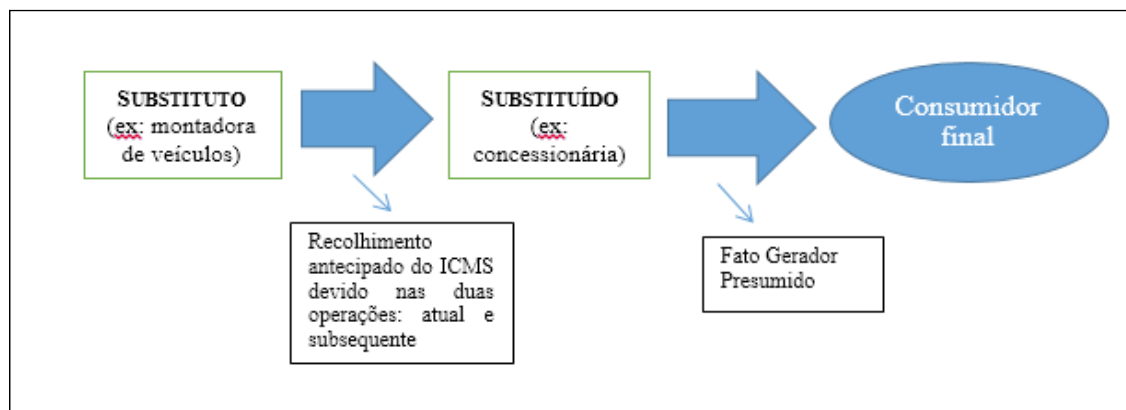 SUBSTITUTO
(ex: montadora
de veículos)
SUBSTITUÍDO
(ex:
concessionária)
Consumidor
final
Recolhimento
antecipado do ICMS
devido nas duas
operações: atual e
subsequente
Fato Gerador
Presumido